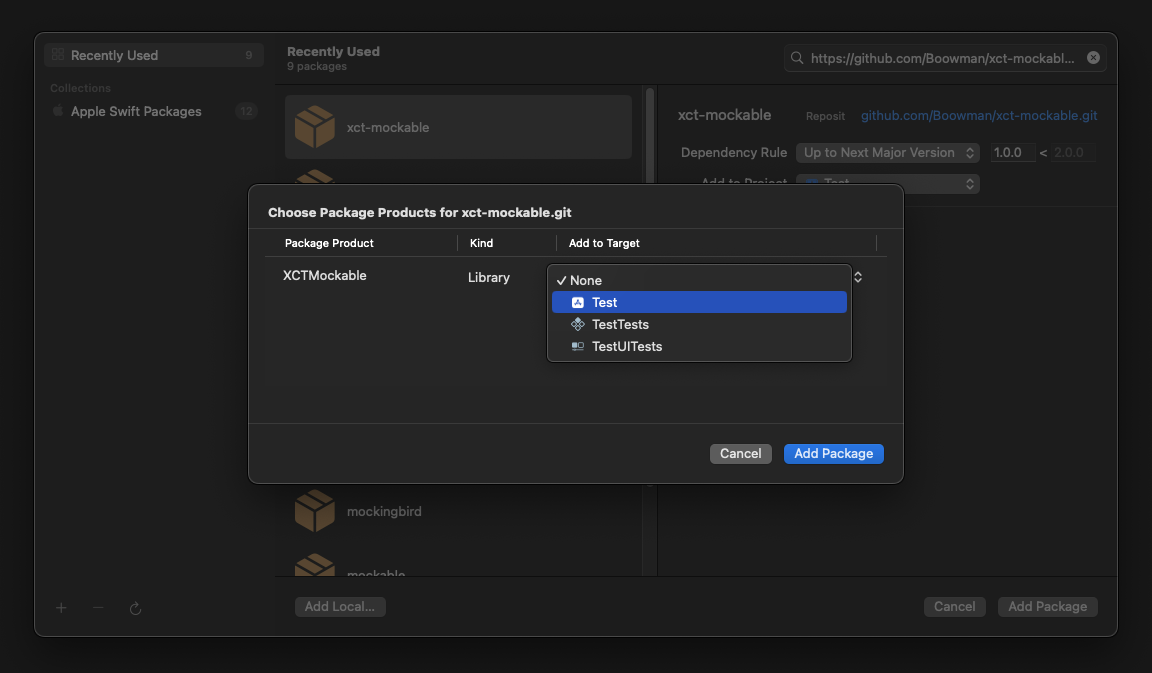 Recently Used 9
Collections
Apple Swift Packages 12
Recently Used
9 packages
https://github.com/Boowman/xct-mockabl...
xct-mockable
xct-mockable Reposit github.com/Boowman/xct-mockable.git
Dependency Rule Up to Next Major Version 1.0.0 < 2.0.0
Add to Project Test
Choose Package Products for xct-mockable.git
Package Product Kind Add to Target
XCTMockable Library
None
Test
TestTests
TestUITests
Cancel Add Package
mockingbird
mockable
Add Local...
Cancel Add Package